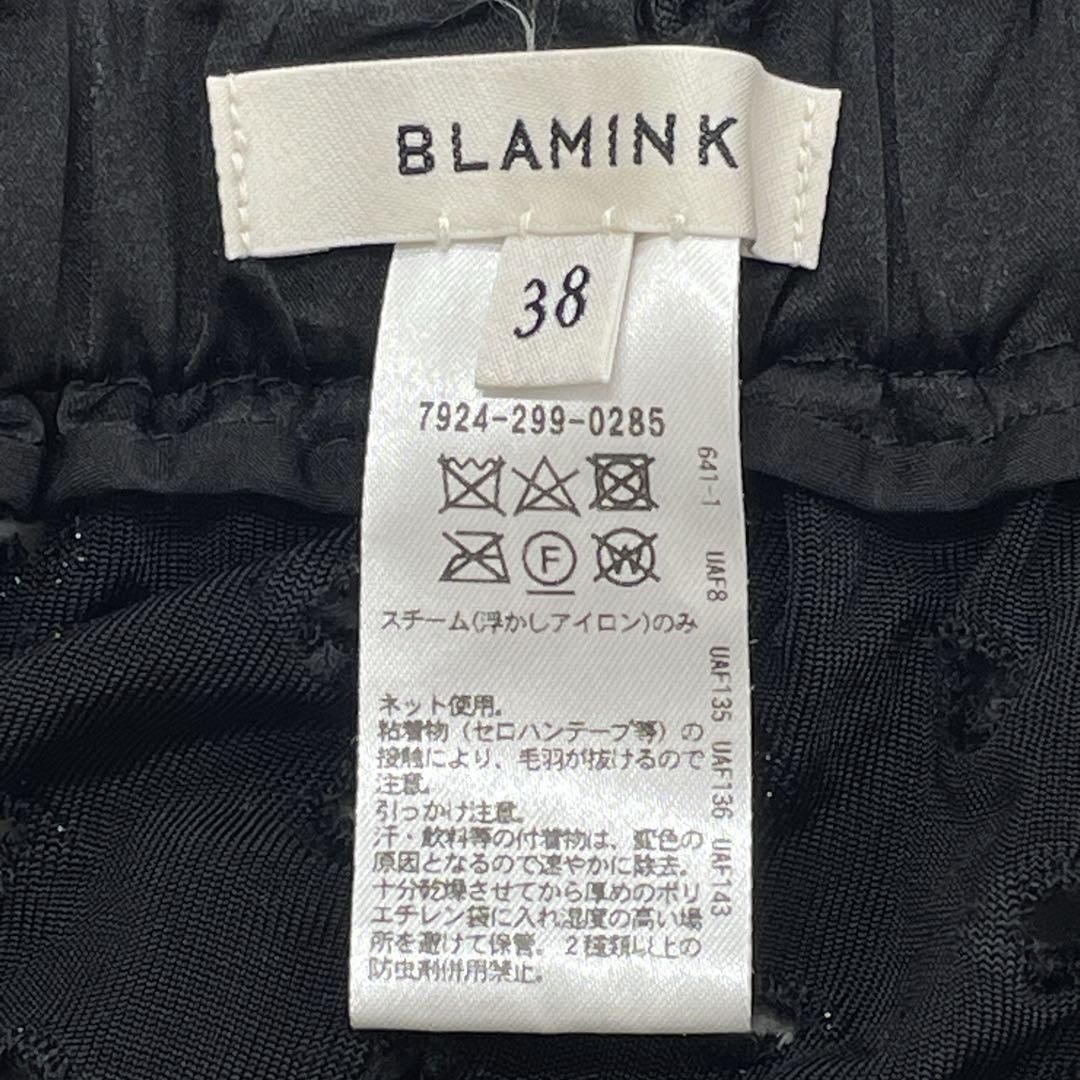 BLAMINK
38
7924-299-0285
F
W
スチーム(浮かしアイロン)のみ
ネット使用。
粘着物（セロハンテープ等）の
接触により、毛羽が抜けるので
注意。
引っかけ注意。
汗・飲料等の付着物は、変色の
原因となるので速やかに除去。
十分乾燥させてから厚めのポリ
エチレン袋に入れ湿度の高い場
所を避けて保管。２種類以上の
防虫剤併用禁止。
641-1 UAF8 UAF135 UAF136 UAF143